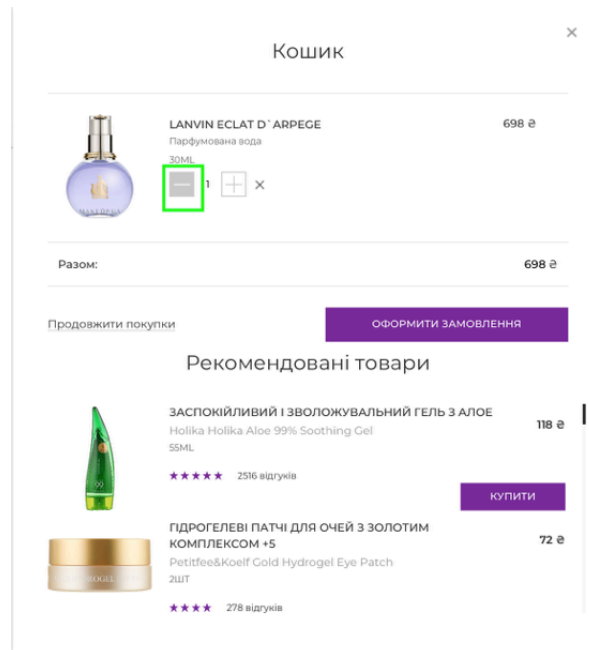 Кошик
LANVIN ECLAT D`ARPEGE
698 ₴
Парфумована вода
30ML
1
Разом:
698 ₴
Продовжити покупки
ОФОРМИТИ ЗАМОВЛЕННЯ
Рекомендовані товари
ЗАСПОКІЙЛИВИЙ І ЗВОЛОЖУВАЛЬНИЙ ГЕЛЬ З АЛОЕ
118 ₴
Holika Holika Aloe 99% Soothing Gel
55ML
2516 відгуків
КУПИТИ
ГІДРОГЕЛЕВІ ПАТЧІ ДЛЯ ОЧЕЙ З ЗОЛОТИМ
КОМПЛЕКСОМ +5
72 ₴
Petitfee&Koelf Gold Hydrogel Eye Patch
2ШТ
278 відгуків